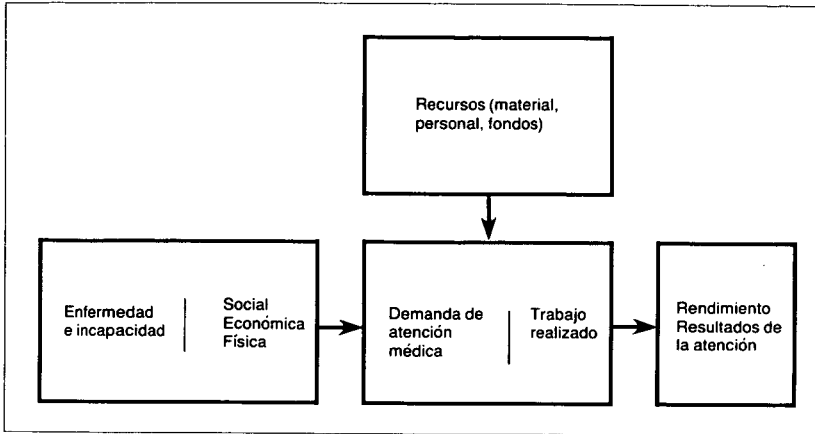 Recursos (material,
personal, fondos)
Enfermedad
e incapacidad
Social
Económica
Física
Demanda de
atención
médica
Trabajo
realizado
Rendimiento
Resultados de
la atención